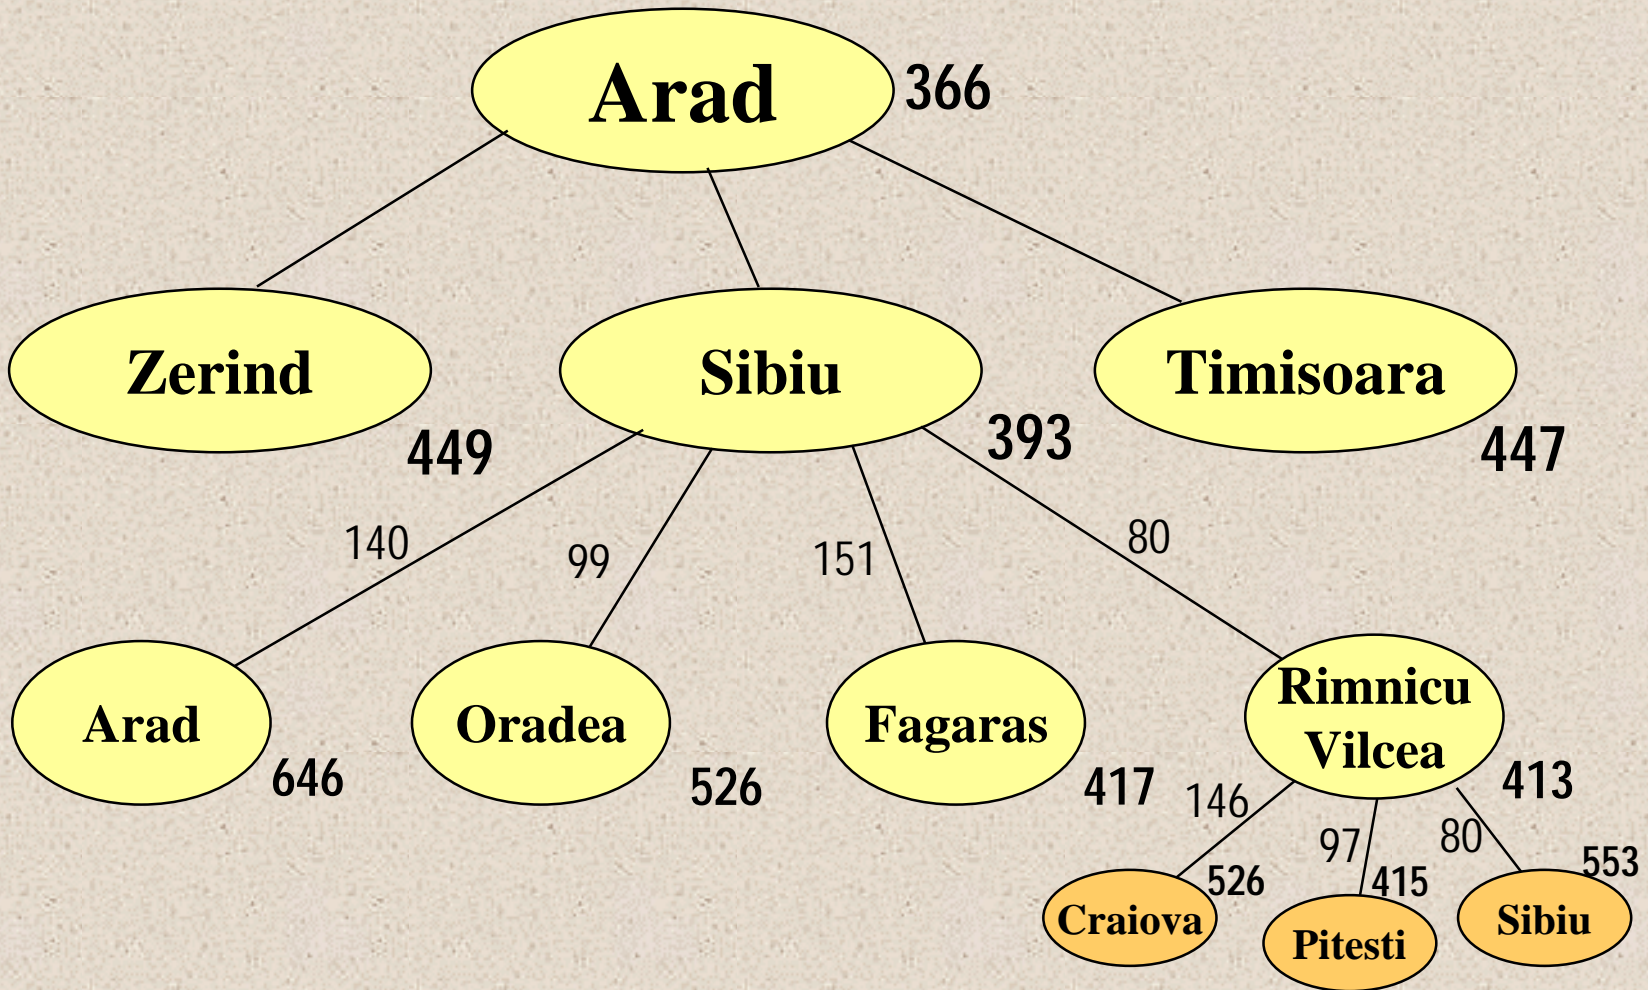 Arad
366
Zerind
Sibiu
Timisoara
449
393
447
140
99
151
80
Arad
Oradea
Fagaras
Rimnicu
Vilcea
646
526
417
413
146
97
80
526
415
553
Craiova
Pitesti
Sibiu